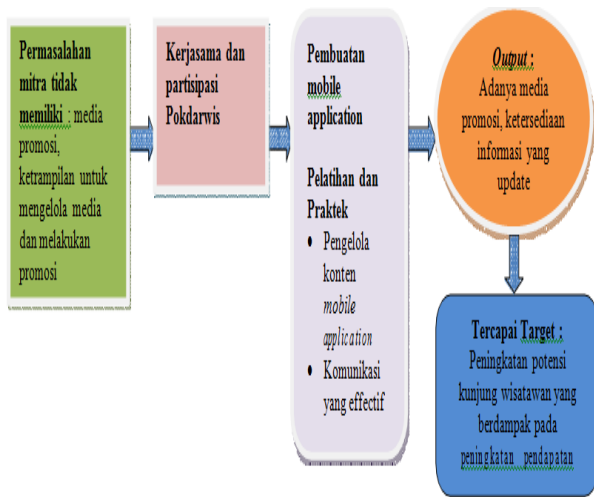 Permasalahan
mitra tidak
memiliki : media
promosi,
ketrampilan untuk
mengelola media
dan melakukan
promosi
Kerjasama dan
partisipasi
Pokdarwis
Pembuatan
mobile
application
Pelatihan dan
Praktek
• Pengelola
konten
mobile
application
• Komunikasi
yang effectif
Output :
Adanya media
promosi, ketersediaan
informasi yang
update
Tercapai Target :
Peningkatan potensi
kunjung wisatawan yang
berdampak pada
peningkatan pendapatan